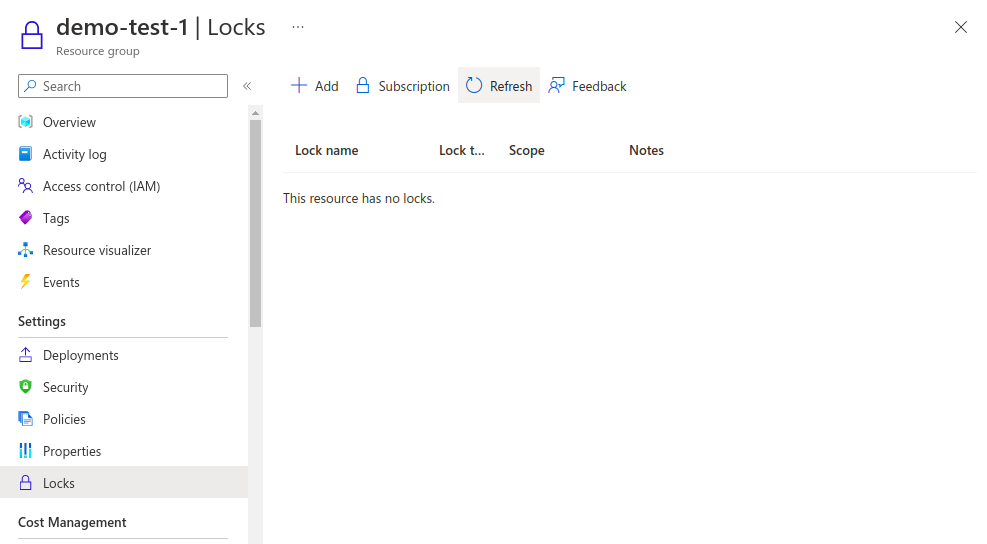 demo-test-1 | Locks ...
Resource group
Search «
+ Add Subscription Refresh Feedback
Overview
Activity log
Access control (IAM)
Tags
Resource visualizer
Events
Settings
Deployments
Security
Policies
Properties
Locks
Cost Management
Lock name Lock t... Scope Notes
This resource has no locks.